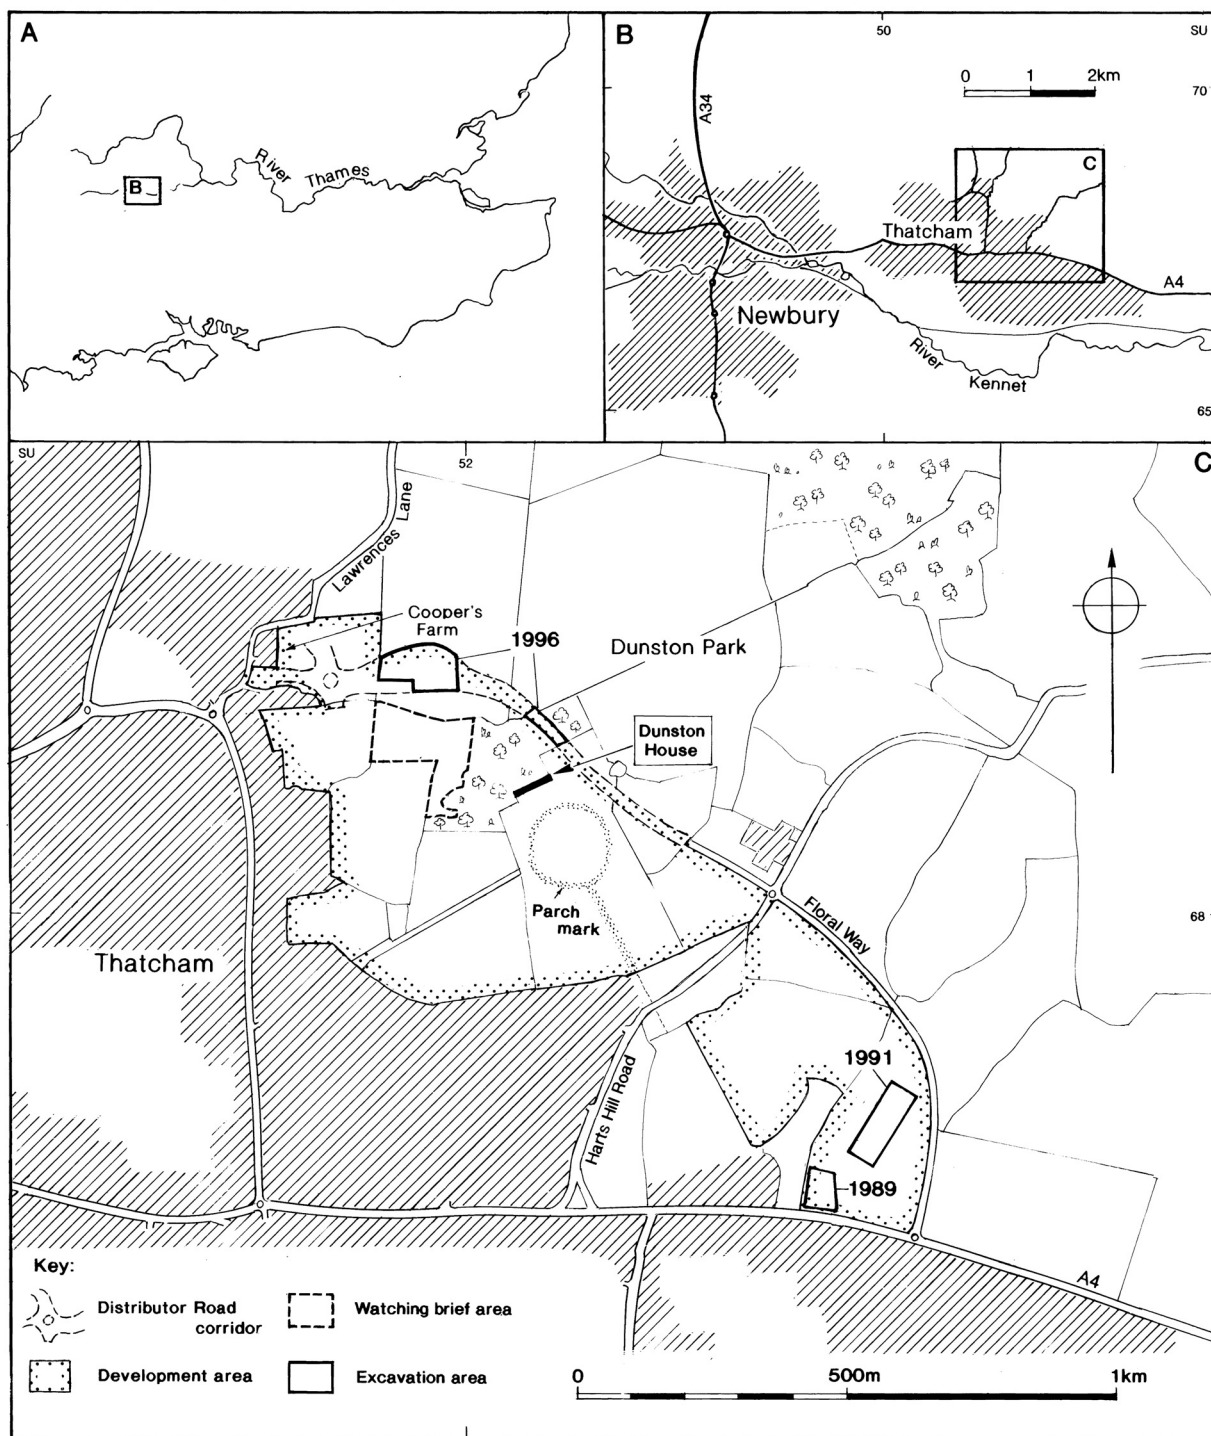 A
B
River
Thames
B
50
SU
0 1 2km
70
A34
C
Thatcham
A4
Newbury
River
Kennet
65
SU
52
C
Lawrences Lane
Cooper's
Farm
1996
Dunston Park
Dunston
House
Parch
mark
Floral Way
68
Thatcham
1991
Harts Hill Road
1989
A4
Key:
Distributor Road
corridor
Watching brief area
Development area
Excavation area
0 500m 1km